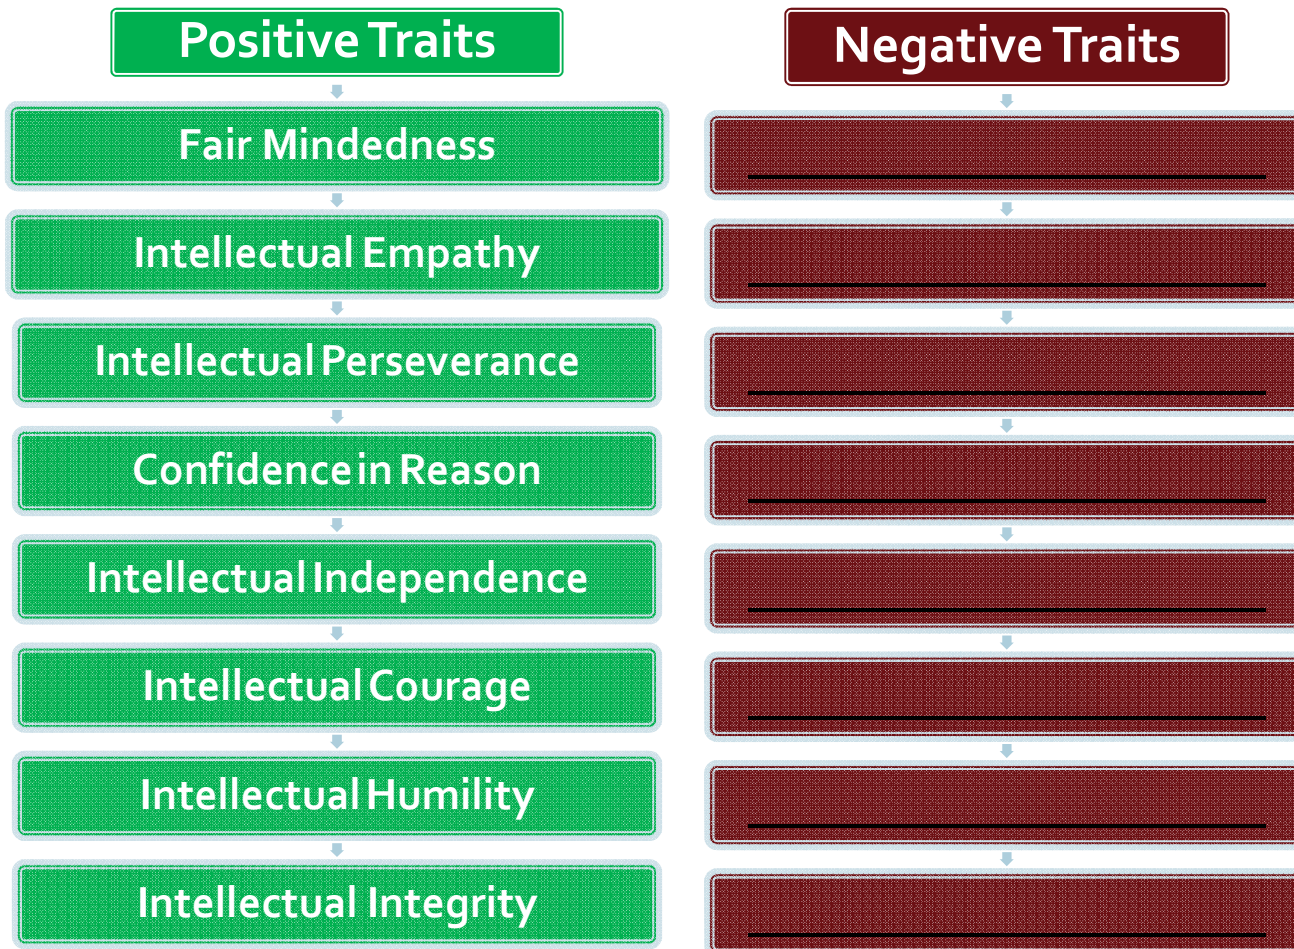 Positive Traits
Fair Mindedness
Intellectual Empathy
Intellectual Perseverance
Confidence in Reason
Intellectual Independence
Intellectual Courage
Intellectual Humility
Intellectual Integrity
Negative Traits